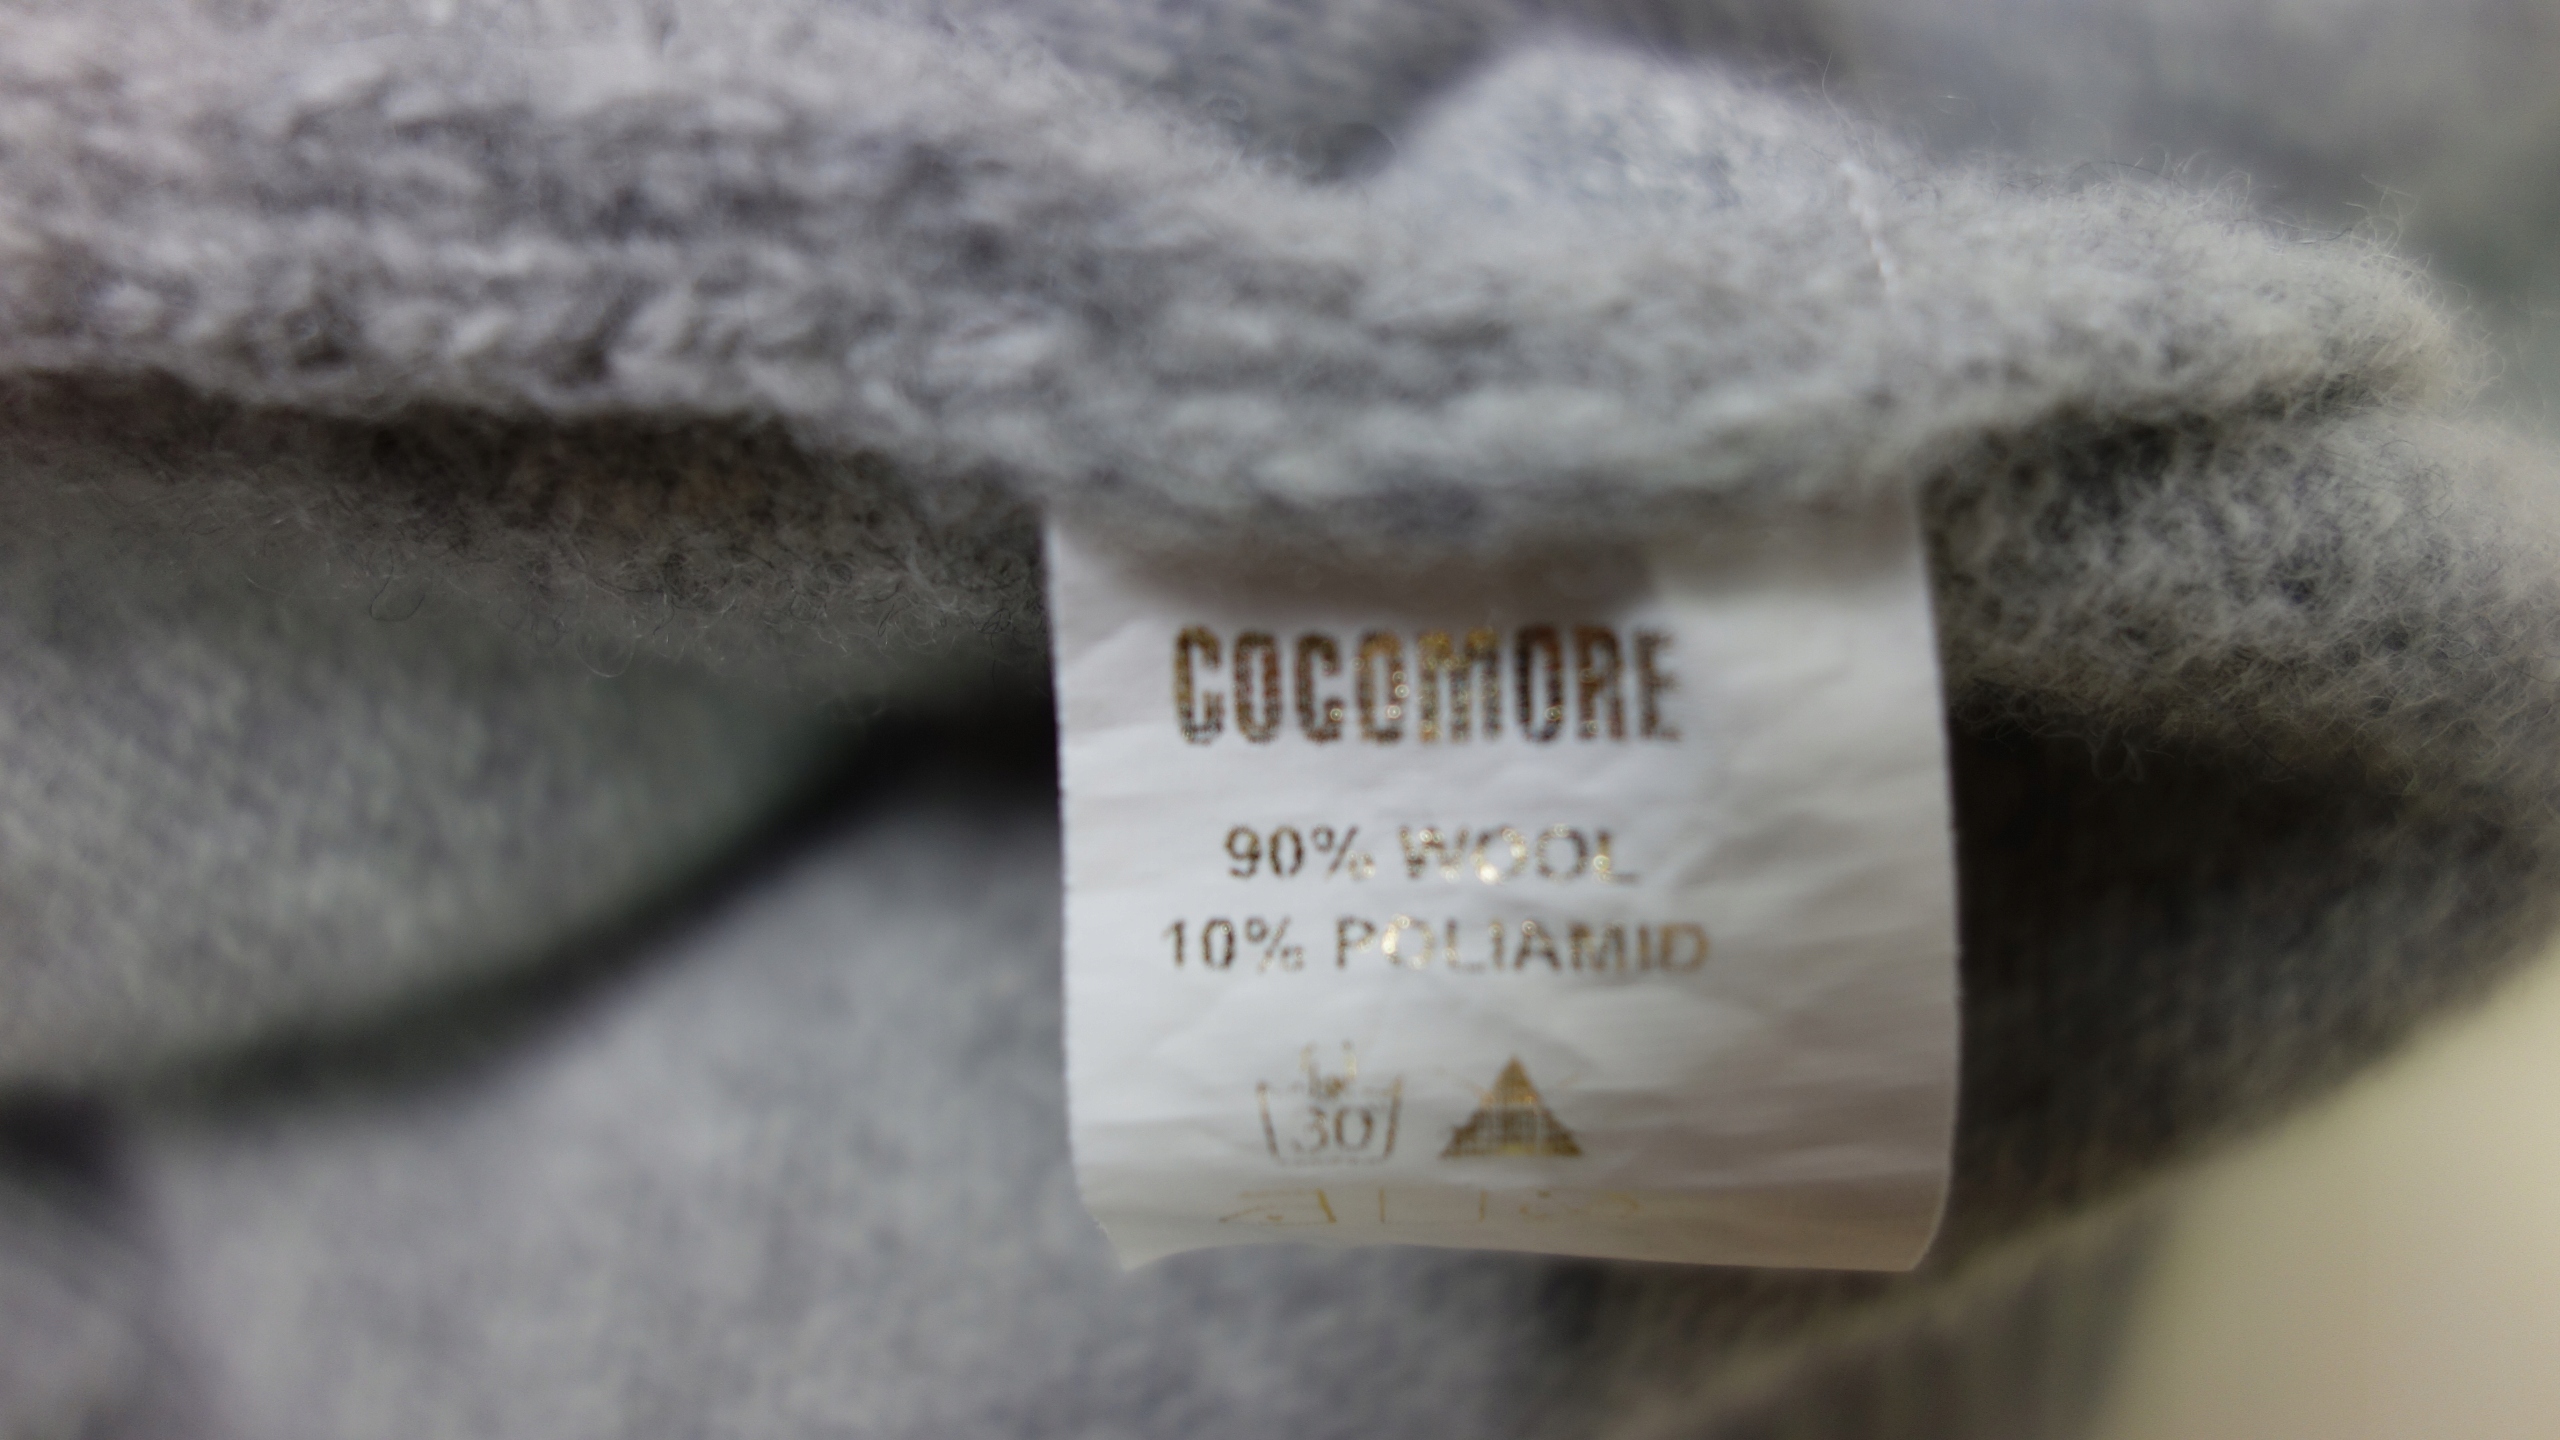 COCOMORE
90% WOOL
10% POLIAMID
30